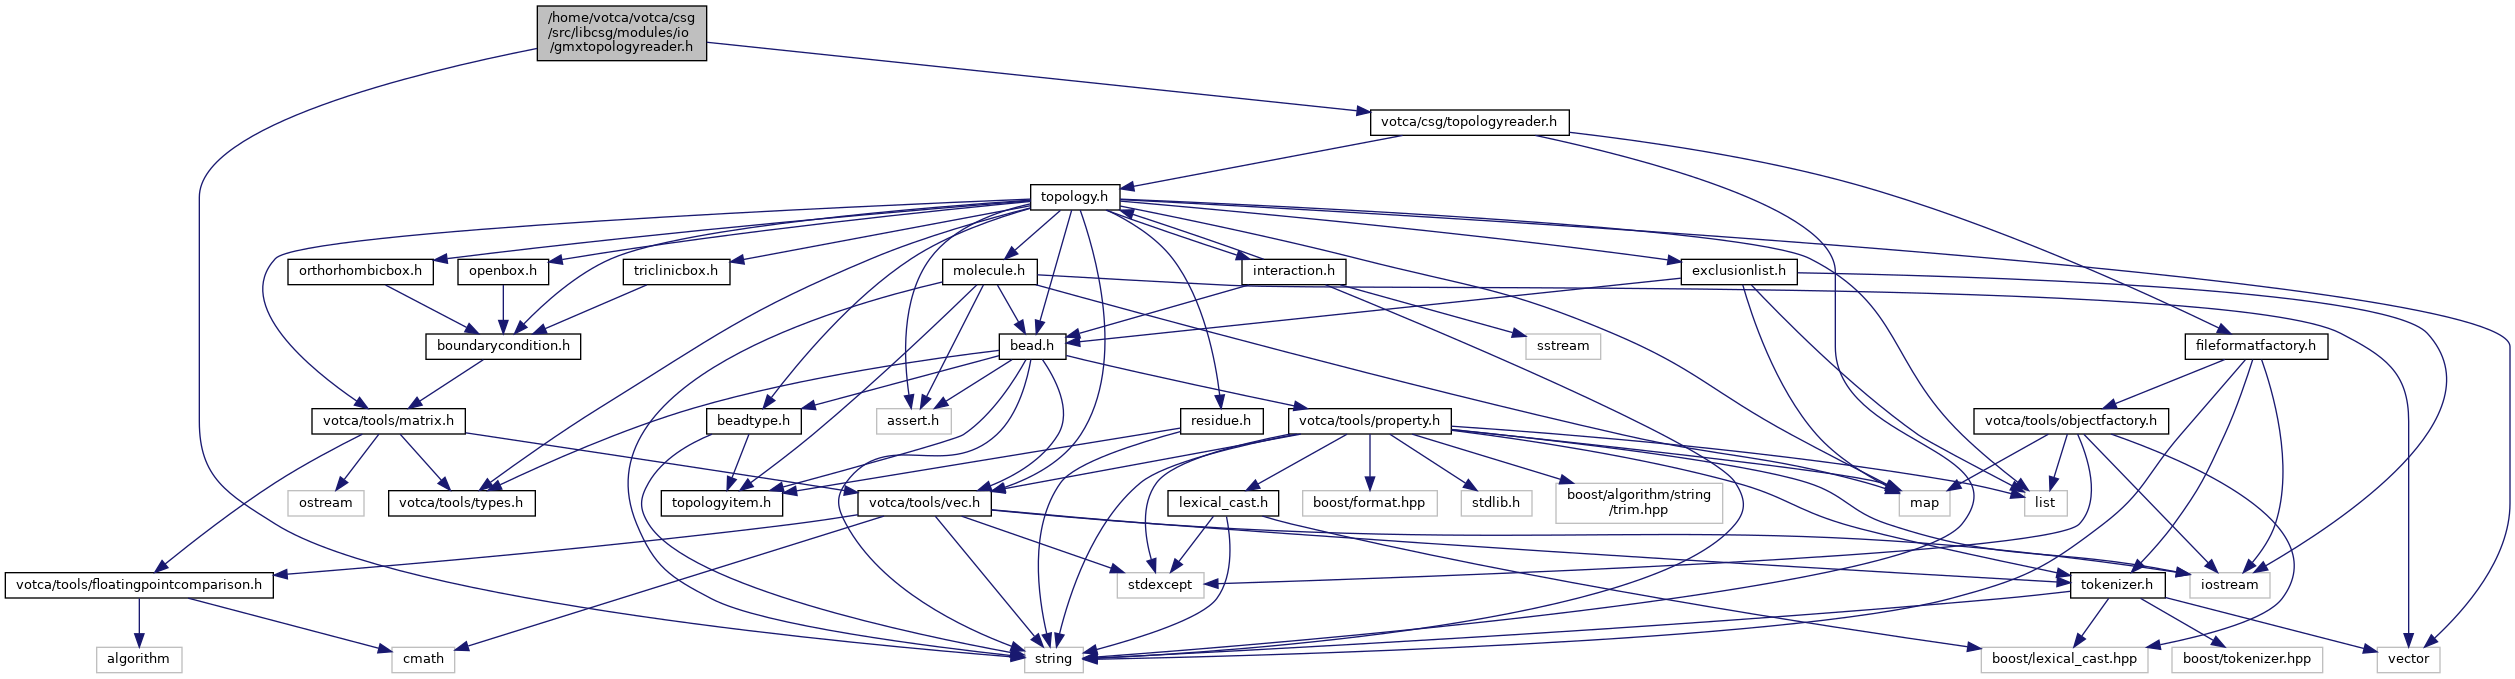 /home/votca/votca/csg
/src/libcsg/modules/io
/gmxtopologyreader.h
votca/csg/topologyreader.h
topology.h
orthorhombicbox.h
openbox.h
triclinicbox.h
molecule.h
interaction.h
exclusionlist.h
boundarycondition.h
bead.h
sstream
fileformatfactory.h
votca/tools/matrix.h
beadtype.h
assert.h
residue.h
votca/tools/property.h
votca/tools/objectfactory.h
ostream
votca/tools/types.h
topologyitem.h
votca/tools/vec.h
lexical_cast.h
boost/format.hpp
stdlib.h
boost/algorithm/string
/trim.hpp
map
list
votca/tools/floatingpointcomparison.h
stdexcept
tokenizer.h
iostream
algorithm
cmath
string
boost/lexical_cast.hpp
boost/tokenizer.hpp
vector